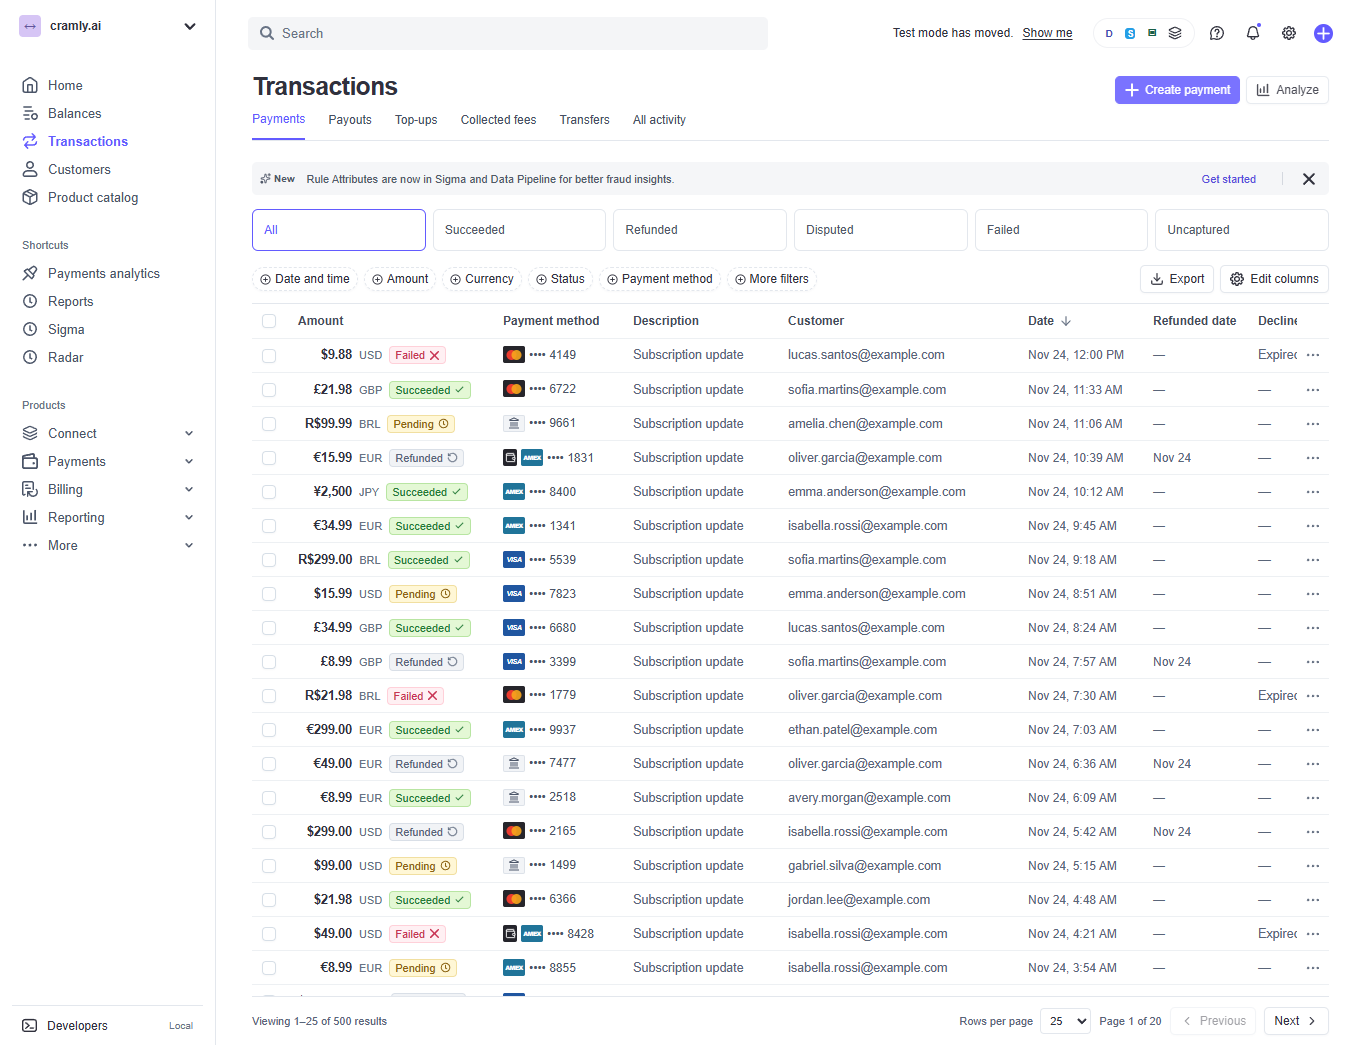 cramly.ai
Search
Test mode has moved. Show me
D S
Home
Balances
Transactions
Customers
Product catalog
Shortcuts
Payments analytics
Reports
Sigma
Radar
Products
Connect
Payments
Billing
Reporting
More
Developers Local
Transactions
Create payment Analyze
Payments Payouts Top-ups Collected fees Transfers All activity
New Rule Attributes are now in Sigma and Data Pipeline for better fraud insights. Get started
All Succeeded Refunded Disputed Failed Uncaptured
Date and time Amount Currency Status Payment method More filters Export Edit columns
Amount Payment method Description Customer Date Refunded date Decline
$9.88 USD Failed •••• 4149 Subscription update lucas.santos@example.com Nov 24, 12:00 PM — Expired
£21.98 GBP Succeeded •••• 6722 Subscription update sofia.martins@example.com Nov 24, 11:33 AM — —
R$99.99 BRL Pending •••• 9661 Subscription update amelia.chen@example.com Nov 24, 11:06 AM — —
€15.99 EUR Refunded AMEX •••• 1831 Subscription update oliver.garcia@example.com Nov 24, 10:39 AM Nov 24 —
¥2,500 JPY Succeeded AMEX •••• 8400 Subscription update emma.anderson@example.com Nov 24, 10:12 AM — —
€34.99 EUR Succeeded AMEX •••• 1341 Subscription update isabella.rossi@example.com Nov 24, 9:45 AM — —
R$299.00 BRL Succeeded VISA •••• 5539 Subscription update sofia.martins@example.com Nov 24, 9:18 AM — —
$15.99 USD Pending VISA •••• 7823 Subscription update emma.anderson@example.com Nov 24, 8:51 AM — —
£34.99 GBP Succeeded VISA •••• 6680 Subscription update lucas.santos@example.com Nov 24, 8:24 AM — —
£8.99 GBP Refunded VISA •••• 3399 Subscription update sofia.martins@example.com Nov 24, 7:57 AM Nov 24 —
R$21.98 BRL Failed •••• 1779 Subscription update oliver.garcia@example.com Nov 24, 7:30 AM — Expired
€299.00 EUR Succeeded AMEX •••• 9937 Subscription update ethan.patel@example.com Nov 24, 7:03 AM — —
€49.00 EUR Refunded •••• 7477 Subscription update oliver.garcia@example.com Nov 24, 6:36 AM Nov 24 —
€8.99 EUR Succeeded •••• 2518 Subscription update avery.morgan@example.com Nov 24, 6:09 AM — —
$299.00 USD Refunded •••• 2165 Subscription update isabella.rossi@example.com Nov 24, 5:42 AM Nov 24 —
$99.00 USD Pending •••• 1499 Subscription update gabriel.silva@example.com Nov 24, 5:15 AM — —
$21.98 USD Succeeded •••• 6366 Subscription update jordan.lee@example.com Nov 24, 4:48 AM — —
$49.00 USD Failed AMEX •••• 8428 Subscription update isabella.rossi@example.com Nov 24, 4:21 AM — Expired
€8.99 EUR Pending AMEX •••• 8855 Subscription update isabella.rossi@example.com Nov 24, 3:54 AM — —
Viewing 1–25 of 500 results Rows per page 25 Page 1 of 20 Previous Next